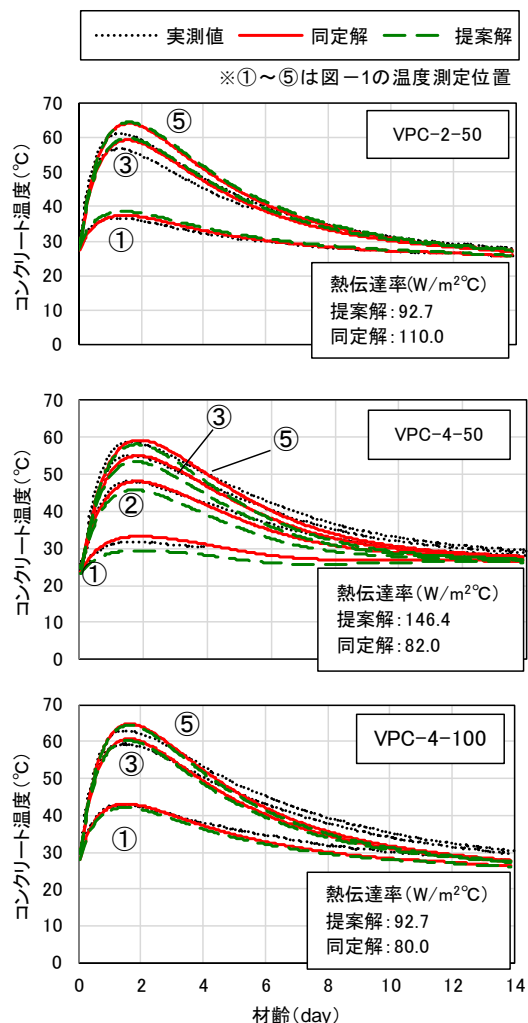 実測値 同定解 提案解
※①～⑤は図－1の温度測定位置
コンクリート温度(℃)
70
60
50
40
30
20
10
0
VPC-2-50
⑤
③
①
熱伝達率(W/m²℃)
提案解：92.7
同定解：110.0
コンクリート温度(℃)
70
60
50
40
30
20
10
0
VPC-4-50
③
⑤
②
①
熱伝達率(W/m²℃)
提案解：146.4
同定解：82.0
コンクリート温度(℃)
70
60
50
40
30
20
10
0
VPC-4-100
⑤
③
①
熱伝達率(W/m²℃)
提案解：92.7
同定解：80.0
0 2 4 6 8 10 12 14
材齢(day)